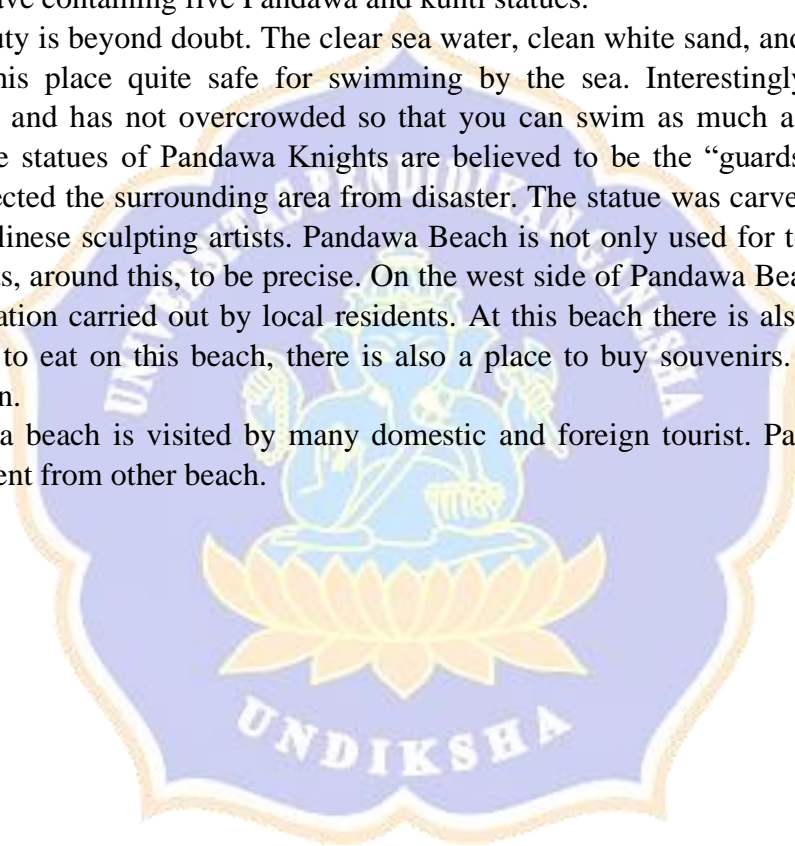 ve containing five Pandawa and kunti statues.
uty is beyond doubt. The clear sea water, clean white sand, and
his place quite safe for swimming by the sea. Interestingly
and has not overcrowded so that you can swim as much a
e statues of Pandawa Knights are believed to be the “guards
ected the surrounding area from disaster. The statue was carve
linese sculpting artists. Pandawa Beach is not only used for t
s, around this, to be precise. On the west side of Pandawa Bea
ation carried out by local residents. At this beach there is als
to eat on this beach, there is also a place to buy souvenirs.
n.
a beach is visited by many domestic and foreign tourist. Pa
ent from other beach.
UNIVERSITAS PENDIDIKAN GANESHA
UNDIKSHA